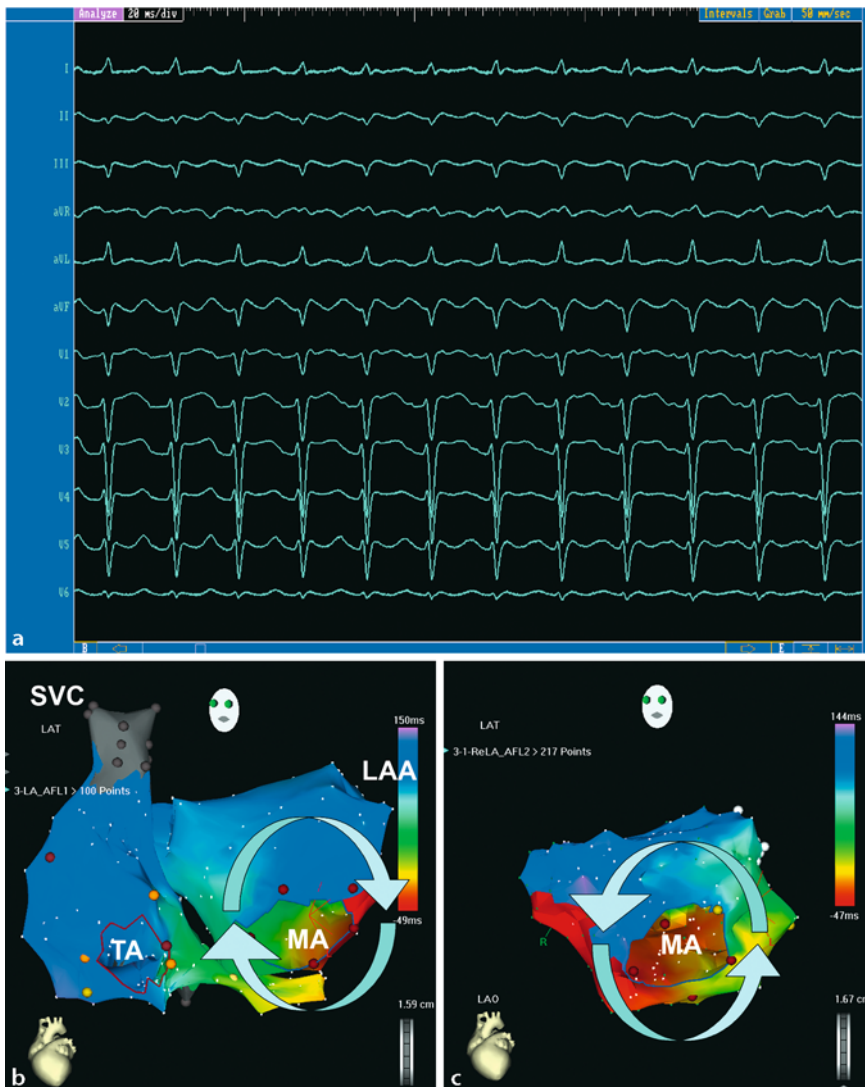 Analyze 20 ms/div Intervals Grab 50 mm/sec
I
II
III
aVR
aVL
aVF
V1
V2
V3
V4
V5
V6
a B E
SVC
LAT
150ms
LAA
3-LA_AFL1 > 100 Points
-49ms
TA
MA
1.59 cm
b
LAT
144ms
3-1-ReLA_AFL2 > 217 Points
-47ms
R
MA
LAO
1.67 cm
c